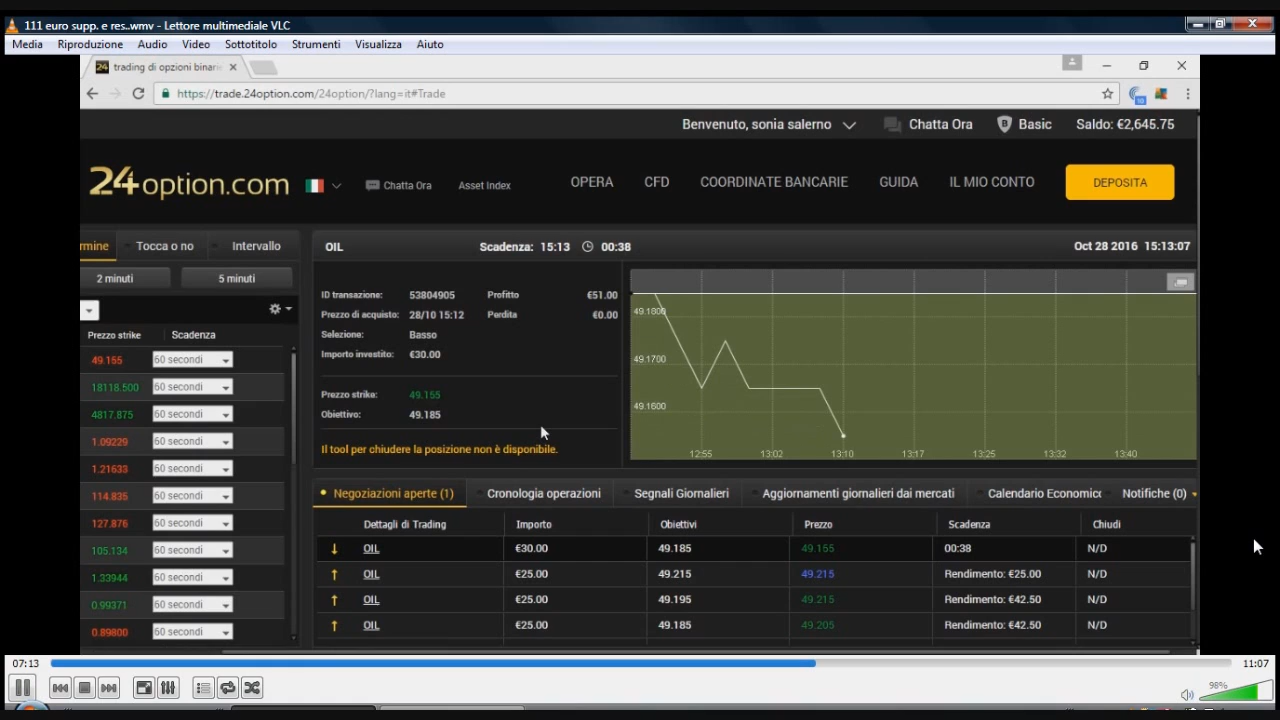 111 euro supp. e res..wmv - Lettore multimediale VLC
Media Riproduzione Audio Video Sottotitolo Strumenti Visualizza Aiuto
24 trading di opzioni binarie
https://trade.24option.com/24option/?lang=it#Trade
10
Benvenuto, sonia salerno Chatta Ora B Basic Saldo: €2,645.75
24option.com Chatta Ora Asset Index OPERA CFD COORDINATE BANCARIE GUIDA IL MIO CONTO DEPOSITA
rmine Tocca o no Intervallo
2 minuti 5 minuti
Prezzo strike Scadenza
49.155 60 secondi
18118.500 60 secondi
4817.875 60 secondi
1.09229 60 secondi
1.21633 60 secondi
114.835 60 secondi
127.876 60 secondi
105.134 60 secondi
1.33944 60 secondi
0.99371 60 secondi
0.89800 60 secondi
OIL Scadenza: 15:13 00:38 Oct 28 2016 15:13:07
ID transazione: 53804905 Profitto €51.00
Prezzo di acquisto: 28/10 15:12 Perdita €0.00
Selezione: Basso
Importo investito: €30.00
Prezzo strike: 49.155
Obiettivo: 49.185
Il tool per chiudere la posizione non è disponibile.
49.1800
49.1700
49.1600
12:55 13:02 13:10 13:17 13:25 13:32 13:40
Negoziazioni aperte (1) Cronologia operazioni Segnali Giornalieri Aggiornamenti giornalieri dai mercati Calendario Economicc Notifiche (0)
Dettagli di Trading Importo Obiettivi Prezzo Scadenza Chiudi
OIL €30.00 49.185 49.155 00:38 N/D
OIL €25.00 49.215 49.215 Rendimento: €25.00 N/D
OIL €25.00 49.195 49.215 Rendimento: €42.50 N/D
OIL €25.00 49.185 49.205 Rendimento: €42.50 N/D
07:13 11:07
98%